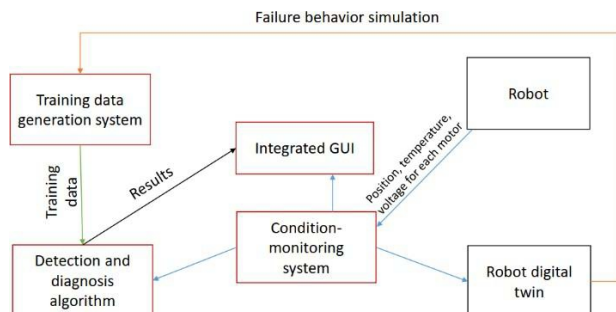 Failure behavior simulation
Training data
generation system
Robot
Integrated GUI
Position, temperature,
voltage for each motor
Training
data
Results
Condition-
monitoring
system
Detection and
diagnosis
algorithm
Robot digital
twin